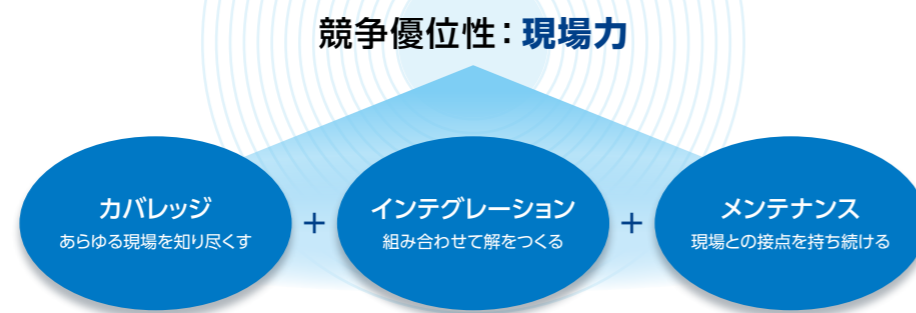 競争優位性：現場力
カバレッジ
あらゆる現場を知り尽くす
+
インテグレーション
組み合わせて解をつくる
+
メンテナンス
現場との接点を持ち続ける